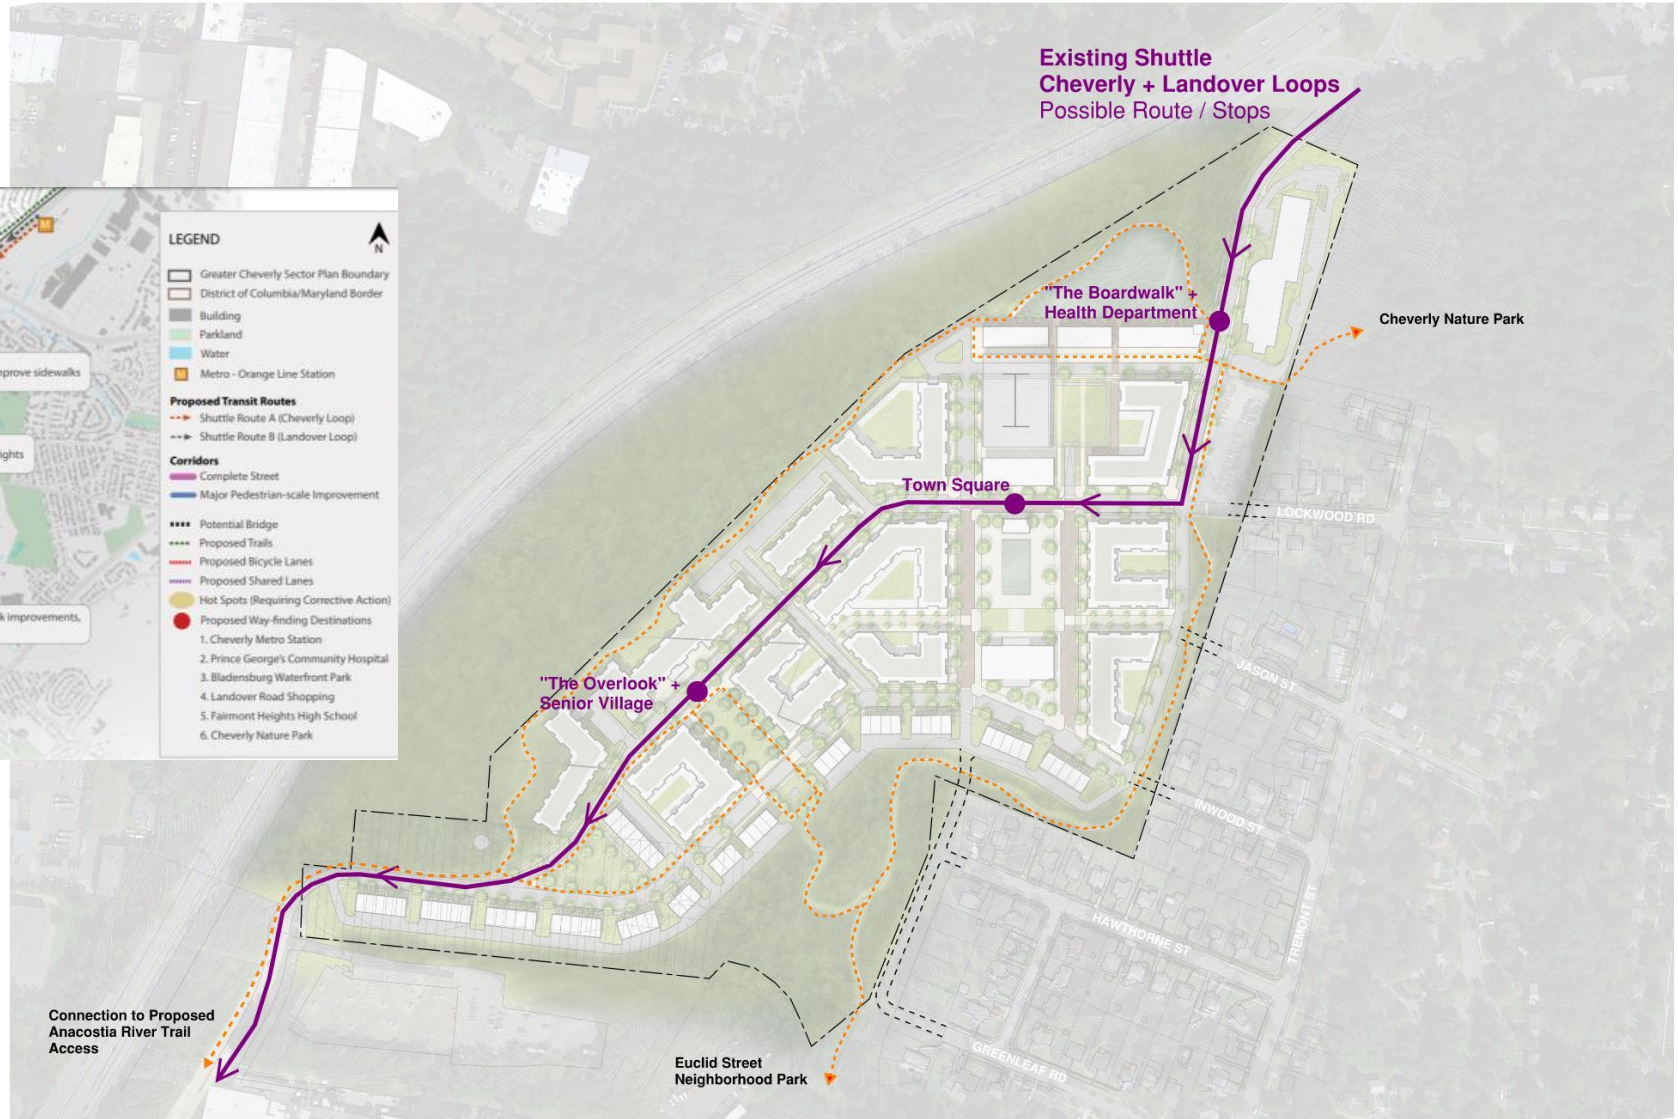 Existing Shuttle
Cheverly + Landover Loops
Possible Route / Stops
"The Boardwalk" +
Health Department
Cheverly Nature Park
Town Square
LOCKWOOD RD
JASON ST
"The Overlook" +
Senior Village
INWOOD ST
HAWTHORNE ST
TREMONT ST
GREENLEAF RD
Connection to Proposed
Anacostia River Trail
Access
Euclid Street
Neighborhood Park
M
prove sidewalks
ights
k improvements,
LEGEND
N
Greater Cheverly Sector Plan Boundary
District of Columbia/Maryland Border
Building
Parkland
Water
M Metro - Orange Line Station
Proposed Transit Routes
Shuttle Route A (Cheverly Loop)
Shuttle Route B (Landover Loop)
Corridors
Complete Street
Major Pedestrian-scale Improvement
Potential Bridge
Proposed Trails
Proposed Bicycle Lanes
Proposed Shared Lanes
Hot Spots (Requiring Corrective Action)
Proposed Way-finding Destinations
1. Cheverly Metro Station
2. Prince George's Community Hospital
3. Bladensburg Waterfront Park
4. Landover Road Shopping
5. Fairmont Heights High School
6. Cheverly Nature Park